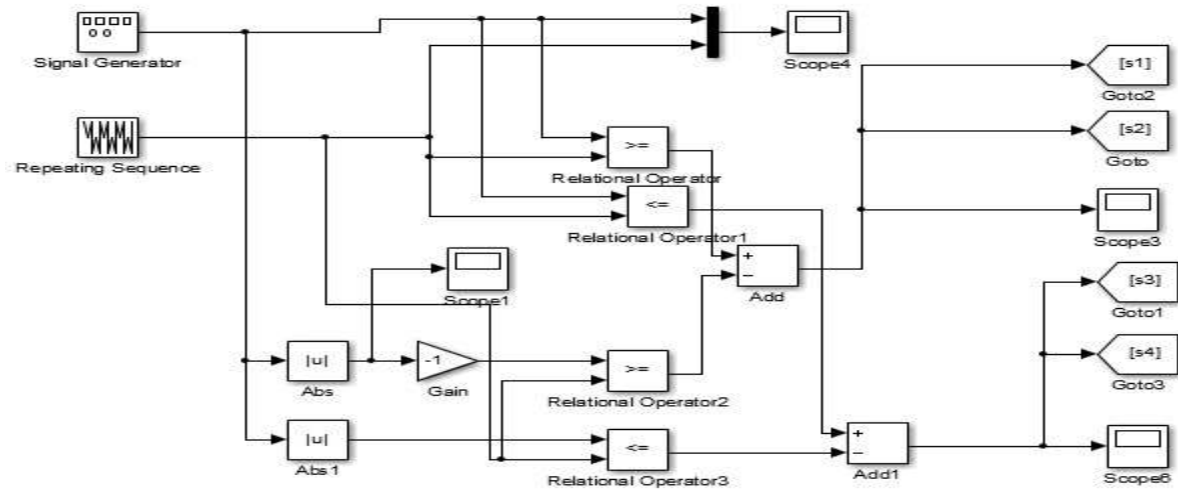 Signal Generator
Repeating Sequence
Scope4
[s1]
Goto2
[s2]
Goto
>=
Relational Operator
<=
Relational Operator1
Scope3
Scope1
+
−
Add
[s3]
Goto1
|u|
Abs
-1
Gain
>=
Relational Operator2
[s4]
Goto3
|u|
Abs1
<=
Relational Operator3
+
−
Add1
Scope6